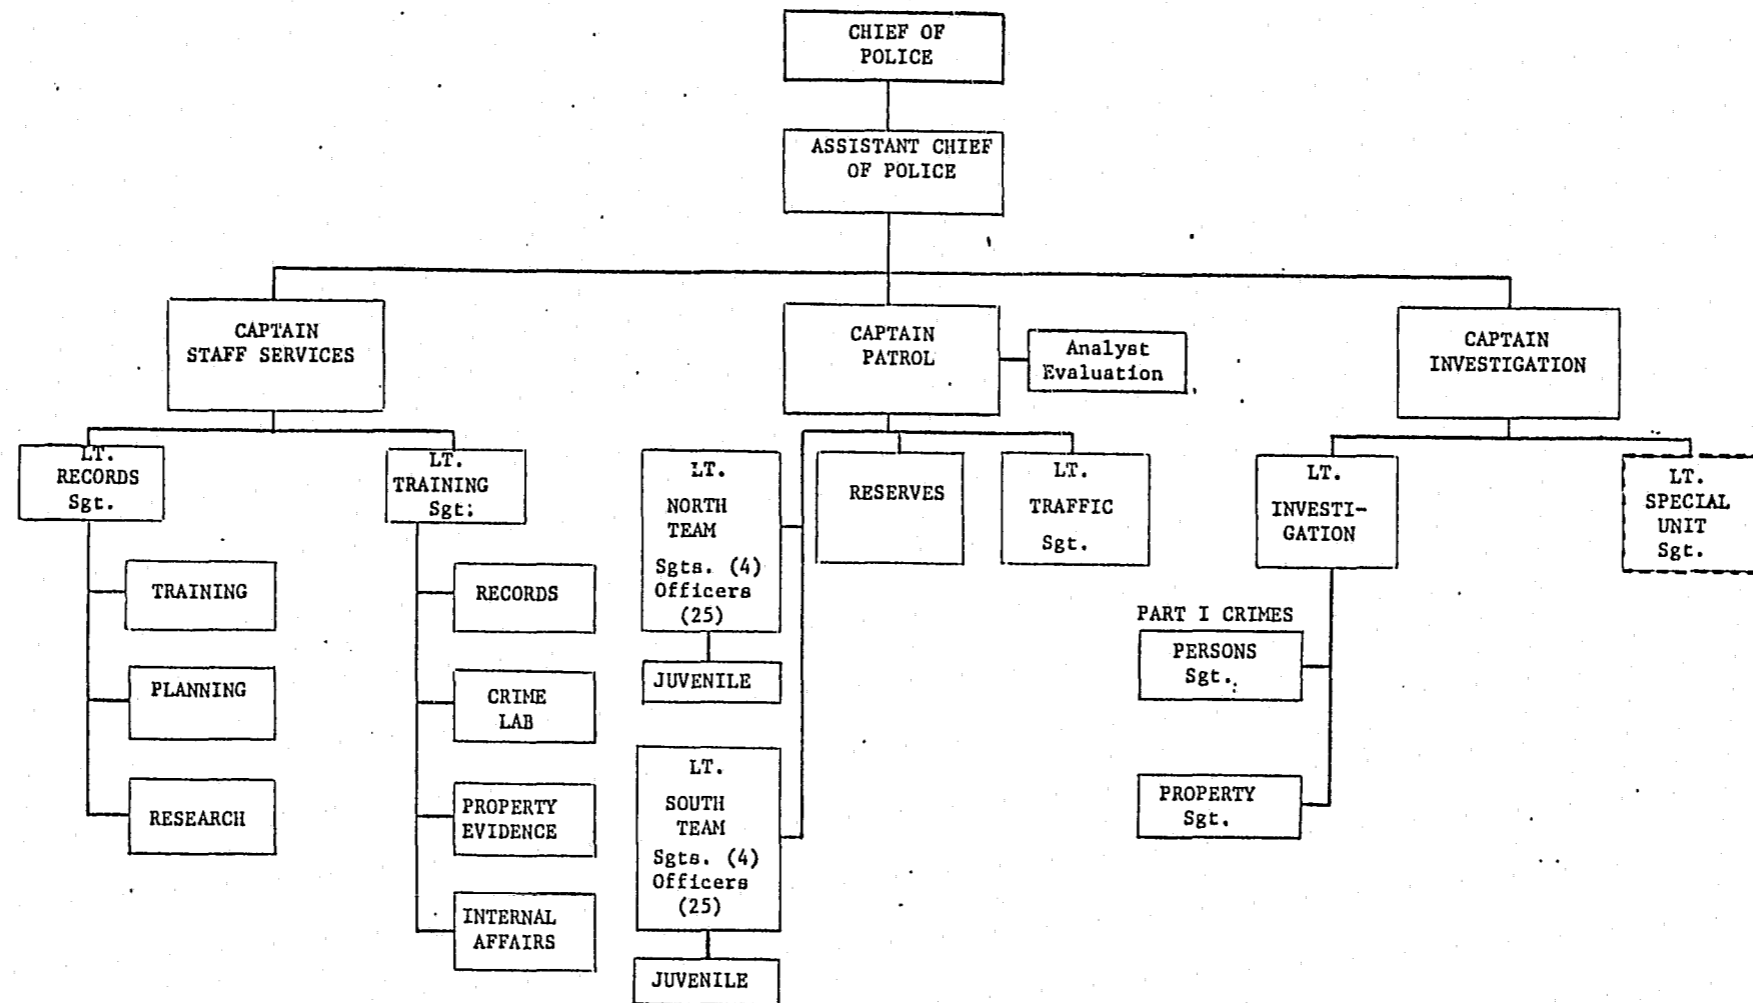 CHIEF OF
POLICE
ASSISTANT CHIEF
OF POLICE
CAPTAIN
STAFF SERVICES
CAPTAIN
PATROL
Analyst
Evaluation
CAPTAIN
INVESTIGATION
LT.
RECORDS
Sgt.
TRAINING
PLANNING
RESEARCH
LT.
TRAINING
Sgt.
RECORDS
CRIME
LAB
PROPERTY
EVIDENCE
INTERNAL
AFFAIRS
LT.
NORTH
TEAM
Sgts. (4)
Officers
(25)
JUVENILE
LT.
SOUTH
TEAM
Sgts. (4)
Officers
(25)
JUVENILE
RESERVES
LT.
TRAFFIC
Sgt.
LT.
INVESTI-
GATION
PART I CRIMES
PERSONS
Sgt.
PROPERTY
Sgt.
LT.
SPECIAL
UNIT
Sgt.